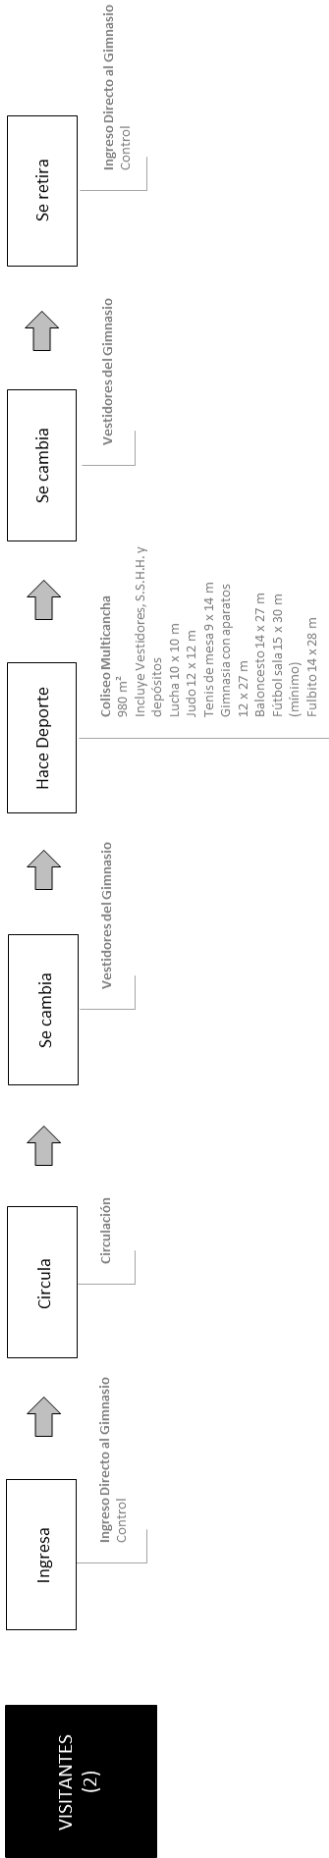 VISITANTES
(2)
Ingresa
Ingreso Directo al Gimnasio
Control
Circula
Circulación
Se cambia
Vestidores del Gimnasio
Hace Deporte
Coliseo Multicancha
980 m²
Incluye Vestidores, S.S.H.H. y
depósitos
Lucha 10 x 10 m
Judo 12 x 12 m
Tenis de mesa 9 x 14 m
Gimnasia con aparatos
12 x 27 m
Baloncesto 14 x 27 m
Fútbol sala 15 x 30 m
(mínimo)
Fulbito 14 x 28 m
Se cambia
Vestidores del Gimnasio
Se retira
Ingreso Directo al Gimnasio
Control